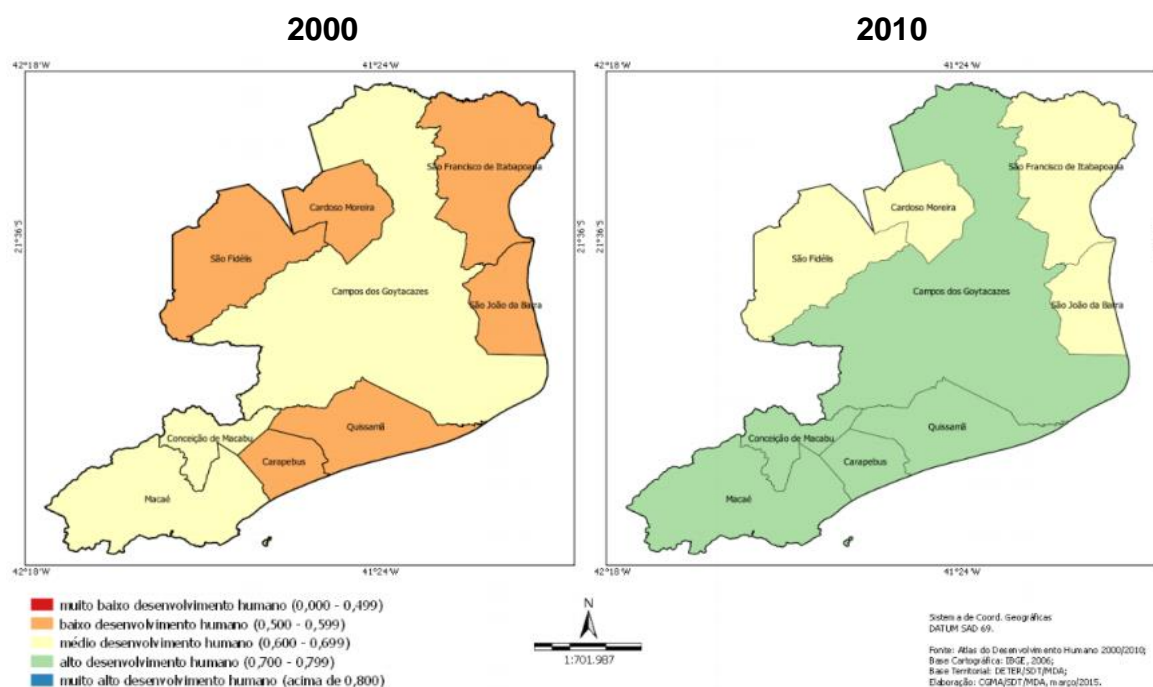 2000
2010
42°18 W
41°24 W
42°18 W
41°24 W
21°36 S
21°36 S
São Francisco de Itabapoana
Cardoso Moreira
São Fidélis
Campos dos Goytacazes
São João da Barra
Quissamã
Conceição de Macabu
Carapebus
Macaé
São Francisco de Itabapoana
Cardoso Moreira
São Fidélis
Campos dos Goytacazes
São João da Barra
Quissamã
Conceição de Macabu
Carapebus
Macaé
42°18 W
41°24 W
42°18 W
41°24 W
muito baixo desenvolvimento humano (0,000 - 0,499)
baixo desenvolvimento humano (0,500 - 0,599)
médio desenvolvimento humano (0,600 - 0,699)
alto desenvolvimento humano (0,700 - 0,799)
muito alto desenvolvimento humano (acima de 0,800)
N
1:701.987
Sistema de Coord. Geográficas
DATUM SAD 69.
Fonte: Atlas do Desenvolvimento Humano 2000/2010;
Base Cartográfica: IBGE, 2006;
Base Territorial: DETER/SDT/MDA;
Elaboração: CGMA/SDT/MDA, março/2015.